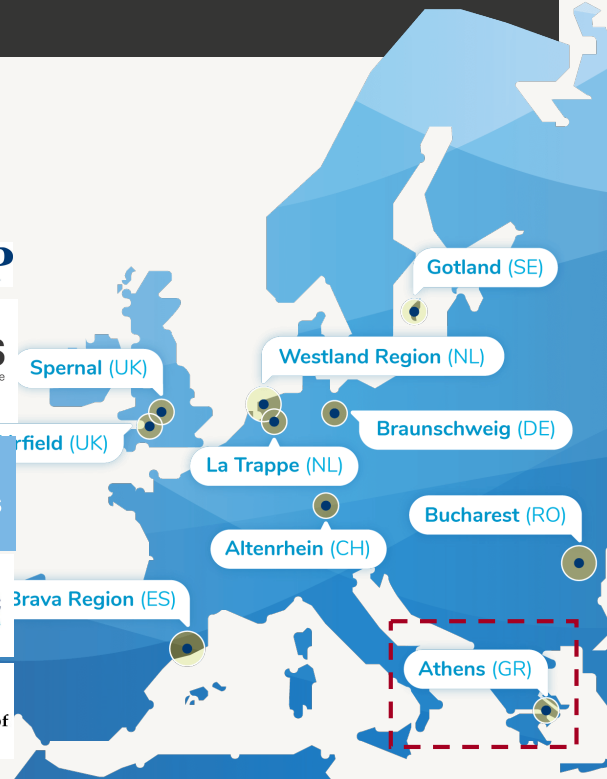 Gotland (SE)
Westland Region (NL)
Spernal (UK)
Braunschweig (DE)
rfield (UK)
La Trappe (NL)
Bucharest (RO)
Altenrhein (CH)
Brava Region (ES)
Athens (GR)
of